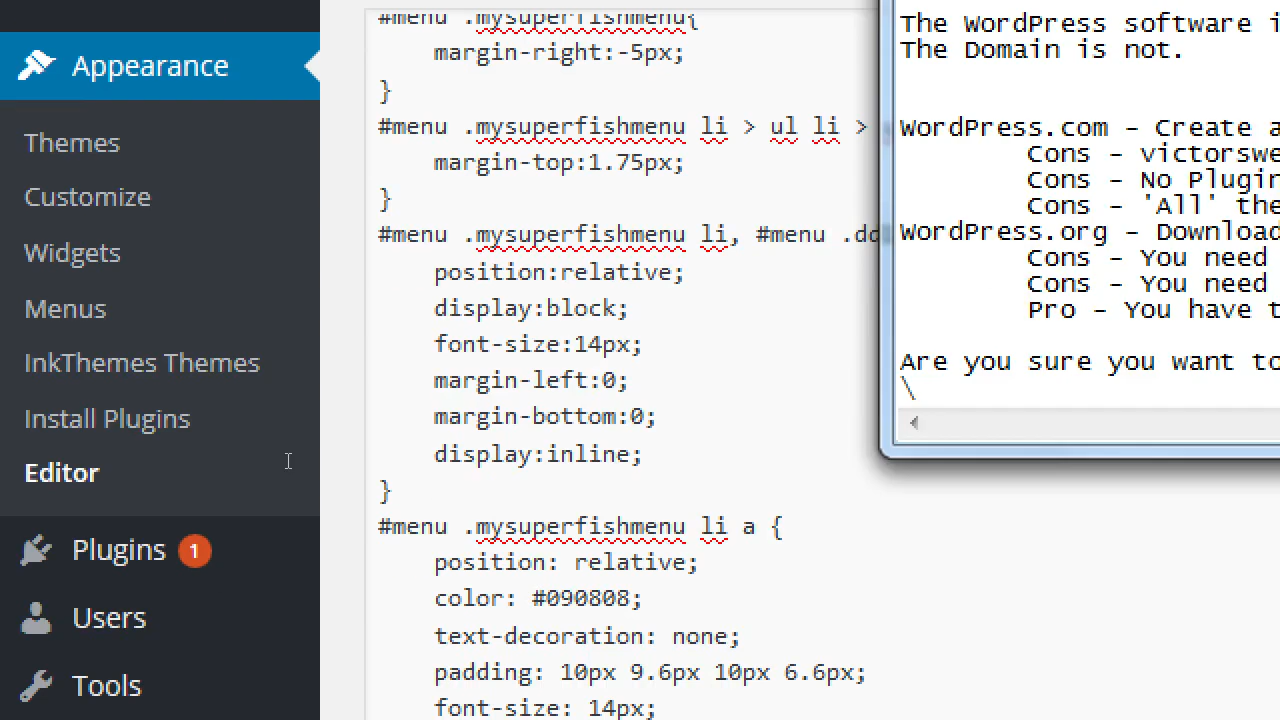 Appearance
Themes
Customize
Widgets
Menus
InkThemes Themes
Install Plugins
Editor
Plugins 1
Users
Tools
#menu .mysuperfishmenu{
margin-right:-5px;
}
#menu .mysuperfishmenu li > ul li >
margin-top:1.75px;
}
#menu .mysuperfishmenu li, #menu .dd
position:relative;
display:block;
font-size:14px;
margin-left:0;
margin-bottom:0;
display:inline;
}
#menu .mysuperfishmenu li a {
position: relative;
color: #090808;
text-decoration: none;
padding: 10px 9.6px 10px 6.6px;
font-size: 14px;
The WordPress software i
The Domain is not.
WordPress.com - Create a
Cons - victorswe
Cons - No Plugin
Cons - 'All' the
WordPress.org - Download
Cons - You need
Cons - You need
Pro - You have t
Are you sure you want to
\